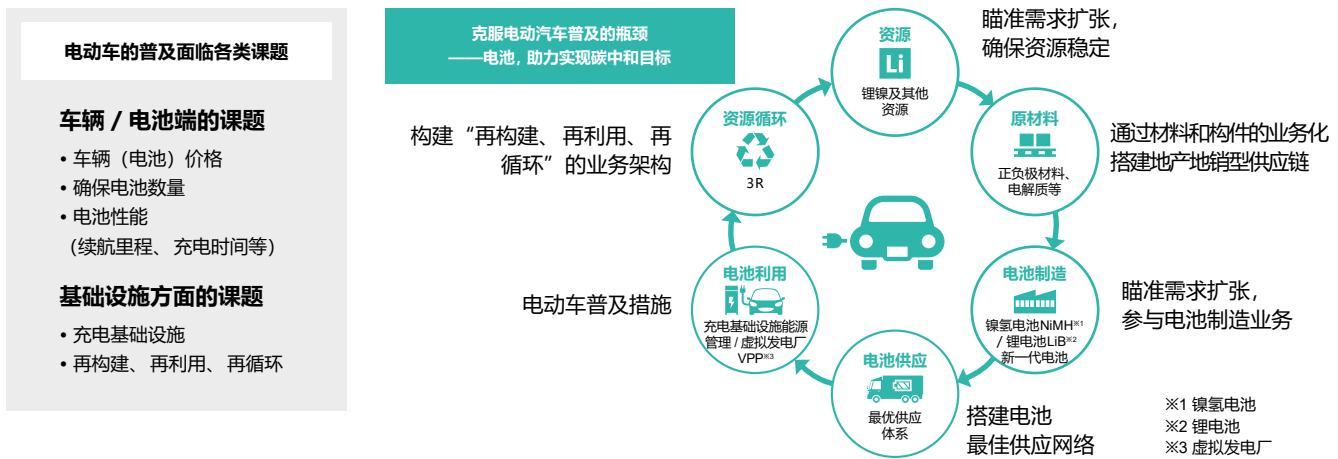 电动车的普及面临各类课题
车辆 / 电池端的课题
• 车辆（电池）价格
• 确保电池数量
• 电池性能
（续航里程、充电时间等）
基础设施方面的课题
• 充电基础设施
• 再构建、再利用、再循环
克服电动汽车普及的瓶颈
——电池, 助力实现碳中和目标
资源
Li
锂镍及其他
资源
瞄准需求扩张，
确保资源稳定
原材料
正负极材料、
电解质等
通过材料和构件的业务化
搭建地产地销型供应链
电池制造
镍氢电池NiMH※1
/ 锂电池LiB※2
新一代电池
瞄准需求扩张，
参与电池制造业务
电池供应
最优供应
体系
搭建电池
最佳供应网络
电池利用
充电基础设施能源
管理 / 虚拟发电厂
VPP※3
电动车普及措施
资源循环
3R
构建“再构建、再利用、再
循环”的业务架构
※1 镍氢电池
※2 锂电池
※3 虚拟发电厂